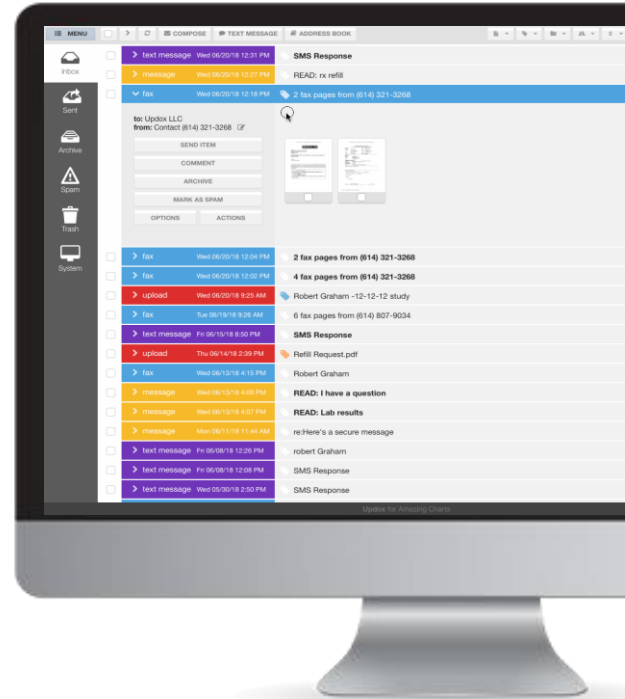 MENU COMPOSE TEXT MESSAGE ADDRESS BOOK
Inbox
Sent
Archive
Spam
Trash
System
text message Wed 06/20/18 12:31 PM SMS Response
message Wed 06/20/18 12:27 PM READ: rx refill
fax Wed 06/20/18 12:18 PM 2 fax pages from (614) 321-3268
to: Updox LLC
from: Contact (614) 321-3268
SEND ITEM
COMMENT
ARCHIVE
MARK AS SPAM
OPTIONS ACTIONS
fax Wed 06/20/18 12:04 PM 2 fax pages from (614) 321-3268
fax Wed 06/20/18 12:02 PM 4 fax pages from (614) 321-3268
upload Wed 06/20/18 9:25 AM Robert Graham -12-12-12 study
fax Tue 06/19/18 9:26 AM 6 fax pages from (614) 807-9034
text message Fri 06/15/18 8:50 PM SMS Response
upload Thu 06/14/18 2:39 PM Refill Request.pdf
fax Wed 06/13/18 4:15 PM Robert Graham
message Wed 06/13/18 4:08 PM READ: I have a question
message Wed 06/13/18 4:07 PM READ: Lab results
message Mon 06/11/18 11:44 AM re:Here's a secure message
text message Fri 06/08/18 12:26 PM robert Graham
text message Fri 06/08/18 12:08 PM SMS Response
text message Wed 05/30/18 2:50 PM SMS Response
Updox for Amazing Charts